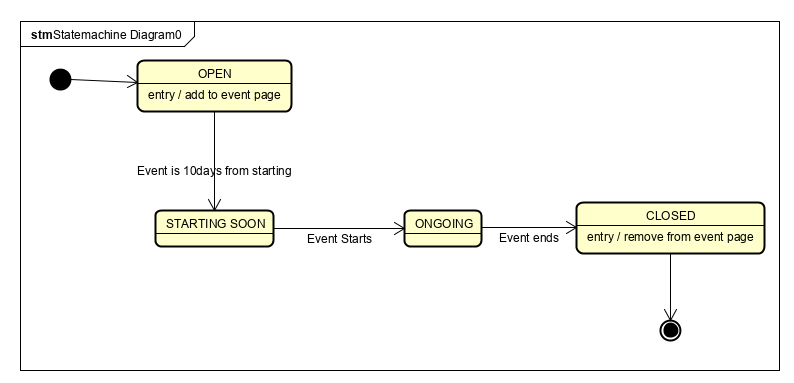 stmStatemachine Diagram0
OPEN
entry / add to event page
Event is 10days from starting
STARTING SOON
Event Starts
ONGOING
Event ends
CLOSED
entry / remove from event page